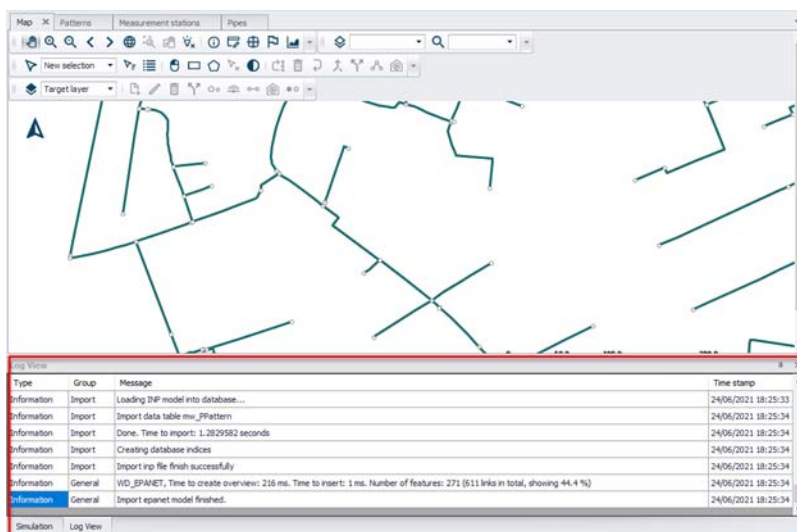 Map Patterns Measurement stations Pipes
New selection
Target layer
Log View
Type Group Message Time stamp
Information Import Loading INP model into database... 24/06/2021 18:25:33
Information Import Import data table mw_PPattern 24/06/2021 18:25:34
Information Import Done. Time to import: 1.2829582 seconds 24/06/2021 18:25:34
Information Import Creating database indices 24/06/2021 18:25:34
Information Import Import inp file finish successfully 24/06/2021 18:25:34
Information General WD_EPANET, Time to create overview: 216 ms. Time to insert: 1 ms. Number of features: 271 (611 links in total, showing 44.4 %) 24/06/2021 18:25:34
Information General Import epanet model finished. 24/06/2021 18:25:34
Simulation Log View